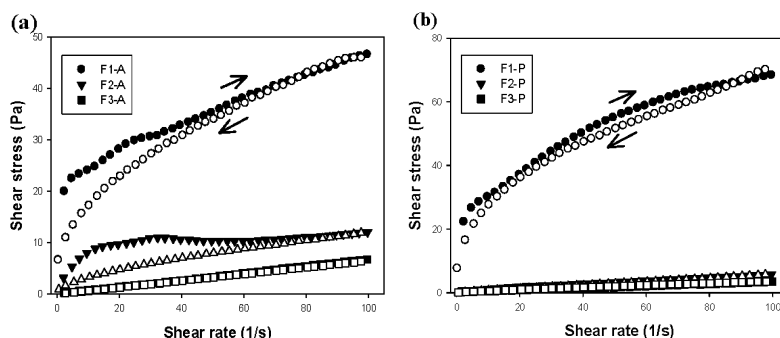 (a)
50
40
30
20
10
0
Shear stress (Pa)
F1-A
F2-A
F3-A
0 20 40 60 80 100
Shear rate (1/s)
(b)
80
60
40
20
0
Shear stress (Pa)
F1-P
F2-P
F3-P
0 20 40 60 80 100
Shear rate (1/s)